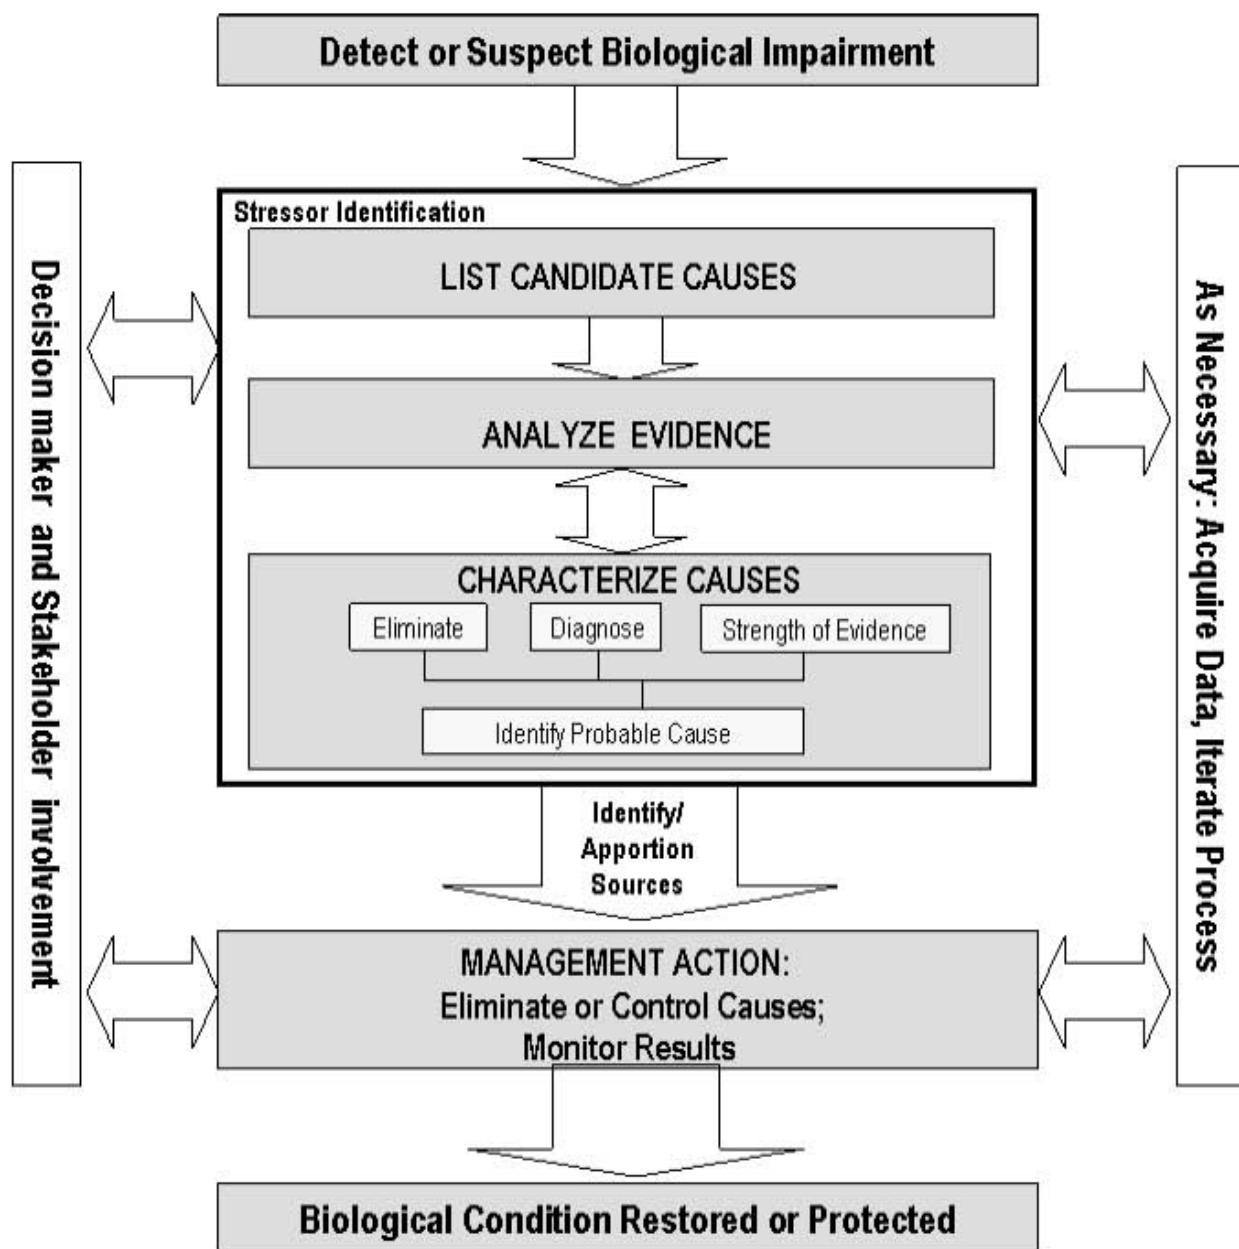 Detect or Suspect Biological Impairment
Stressor Identification
LIST CANDIDATE CAUSES
ANALYZE EVIDENCE
CHARACTERIZE CAUSES
Eliminate
Diagnose
Strength of Evidence
Identify Probable Cause
Identify/
Apportion
Sources
MANAGEMENT ACTION:
Eliminate or Control Causes;
Monitor Results
Biological Condition Restored or Protected
Decision maker and Stakeholder involvement
As Necessary: Acquire Data, Iterate Process